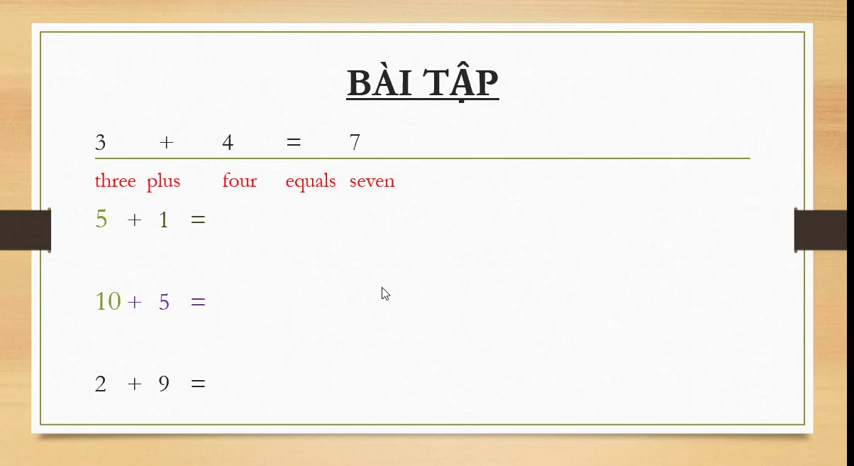 BÀI TẬP
3 + 4 = 7
three plus four equals seven
5 + 1 =
10 + 5 =
2 + 9 =